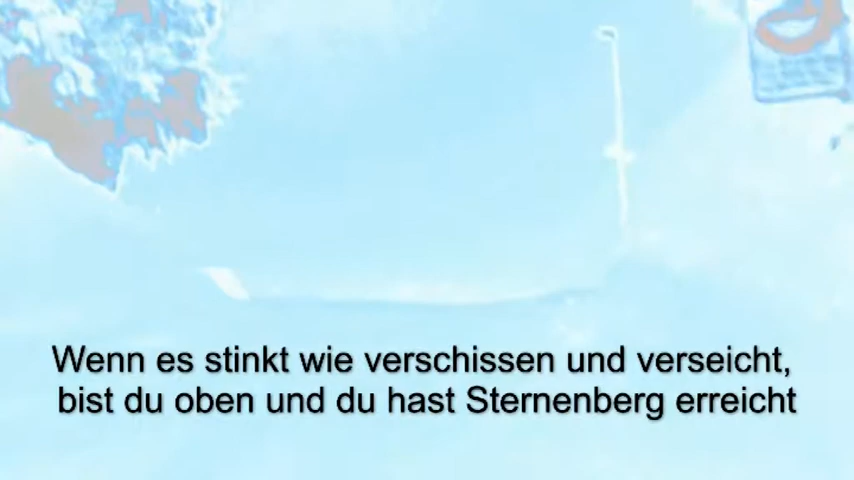 Wenn es stinkt wie verschissen und verseicht,
bist du oben und du hast Sternenberg erreicht